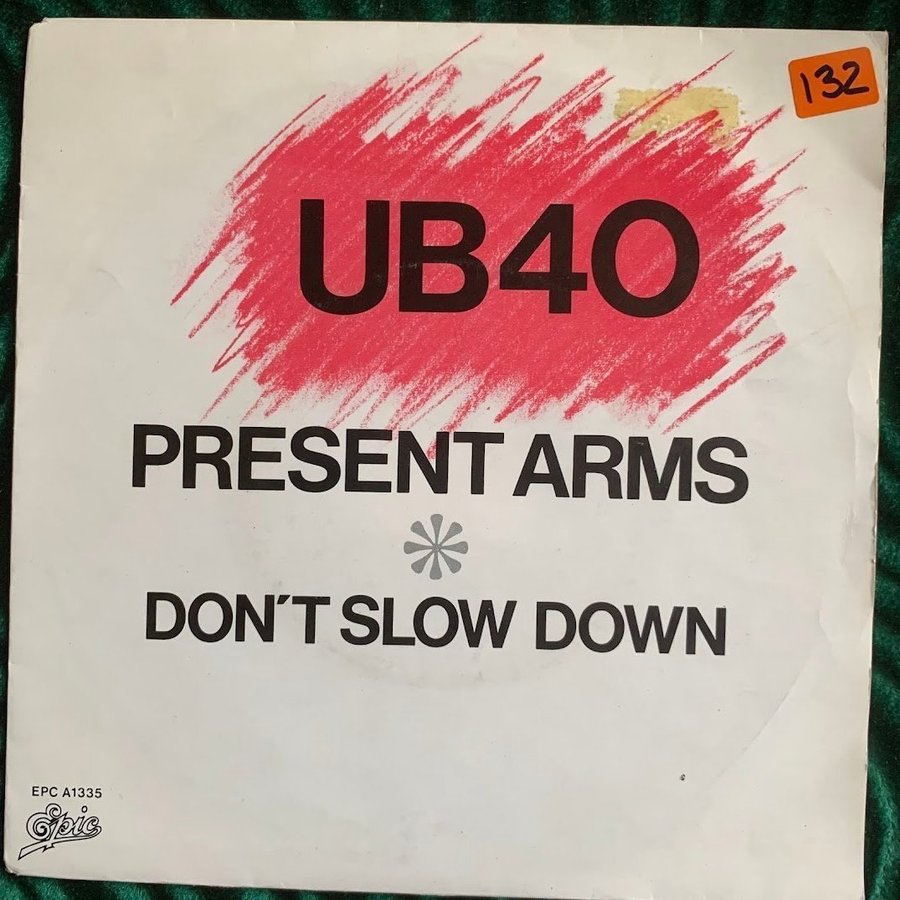 132
UB40
PRESENT ARMS
DON'T SLOW DOWN
EPC A1335
Epic